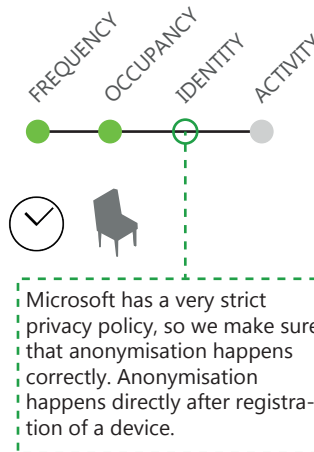 FREQUENCY
OCCUPANCY
IDENTITY
ACTIVITY
Microsoft has a very strict
privacy policy, so we make sure
that anonymisation happens
correctly. Anonymisation
happens directly after registra-
tion of a device.